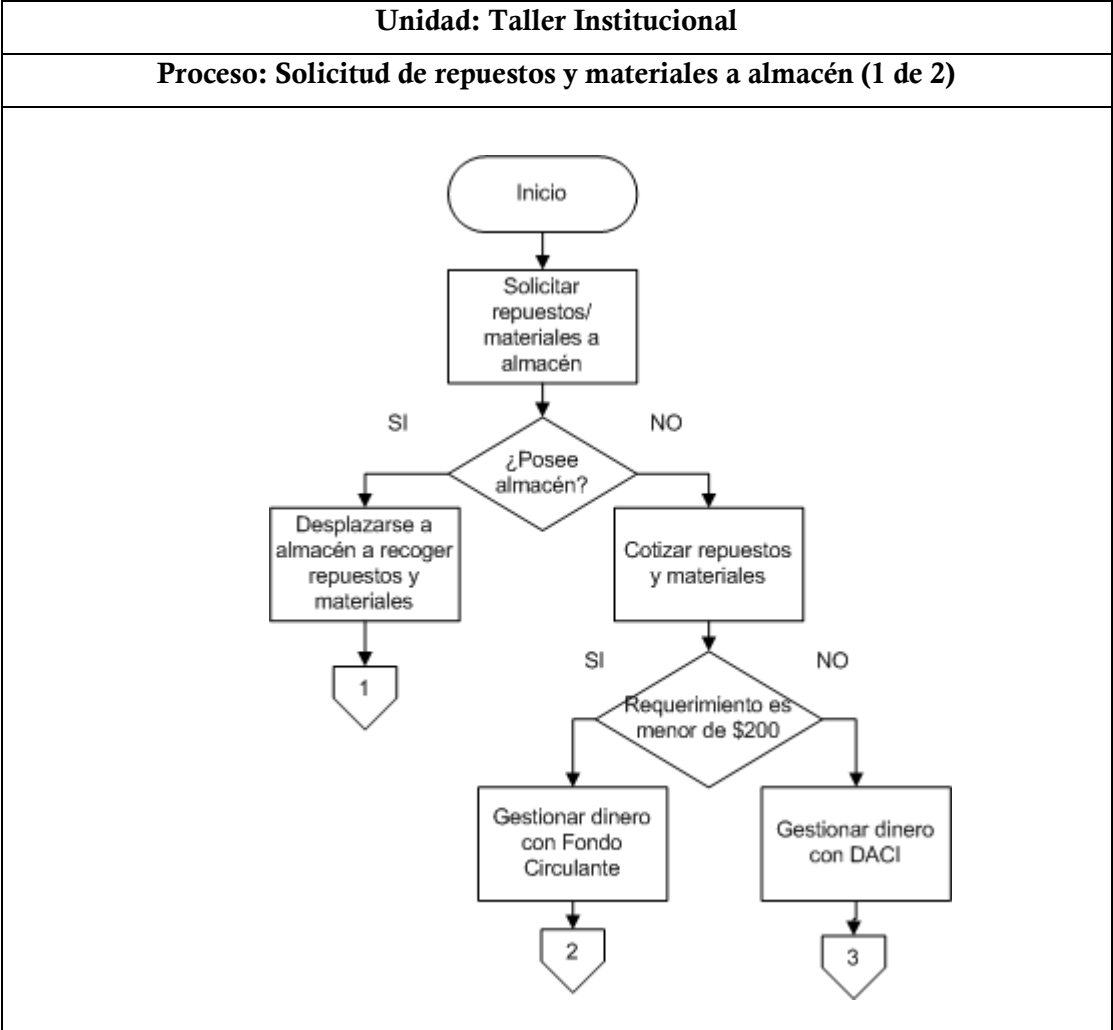 Unidad: Taller Institucional
Proceso: Solicitud de repuestos y materiales a almacén (1 de 2)
Inicio
Solicitar
repuestos/
materiales a
almacén
SI
NO
¿Posee
almacén?
Desplazarse a
almacén a recoger
repuestos y
materiales
Cotizar repuestos
y materiales
1
SI
NO
Requerimiento es
menor de $200
Gestionar dinero
con Fondo
Circulante
Gestionar dinero
con DACI
2
3